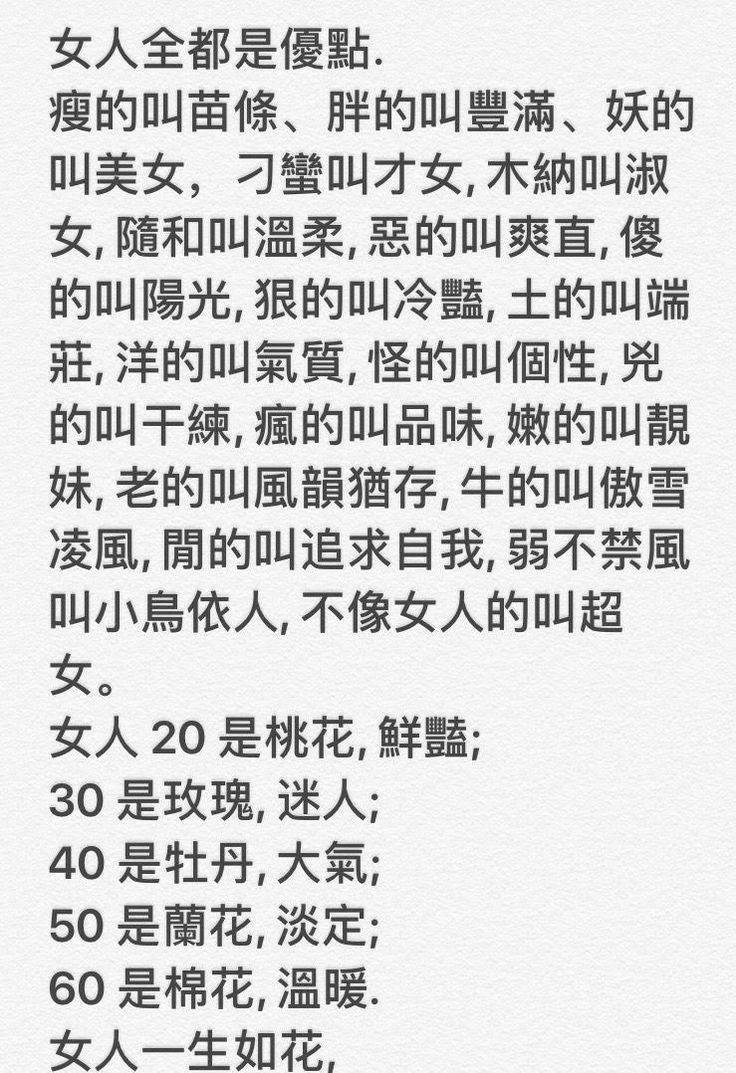 女人全都是優點.
瘦的叫苗條、胖的叫豐滿、妖的
叫美女，刁蠻叫才女, 木納叫淑
女, 隨和叫溫柔, 惡的叫爽直, 傻
的叫陽光, 狠的叫冷豔, 土的叫端
莊, 洋的叫氣質, 怪的叫個性, 兇
的叫干練, 瘋的叫品味, 嫩的叫靚
妹, 老的叫風韻猶存, 牛的叫傲雪
凌風, 閒的叫追求自我, 弱不禁風
叫小鳥依人, 不像女人的叫超
女。
女人 20 是桃花, 鮮豔;
30 是玫瑰, 迷人;
40 是牡丹, 大氣;
50 是蘭花, 淡定;
60 是棉花, 溫暖.
女人一生如花,